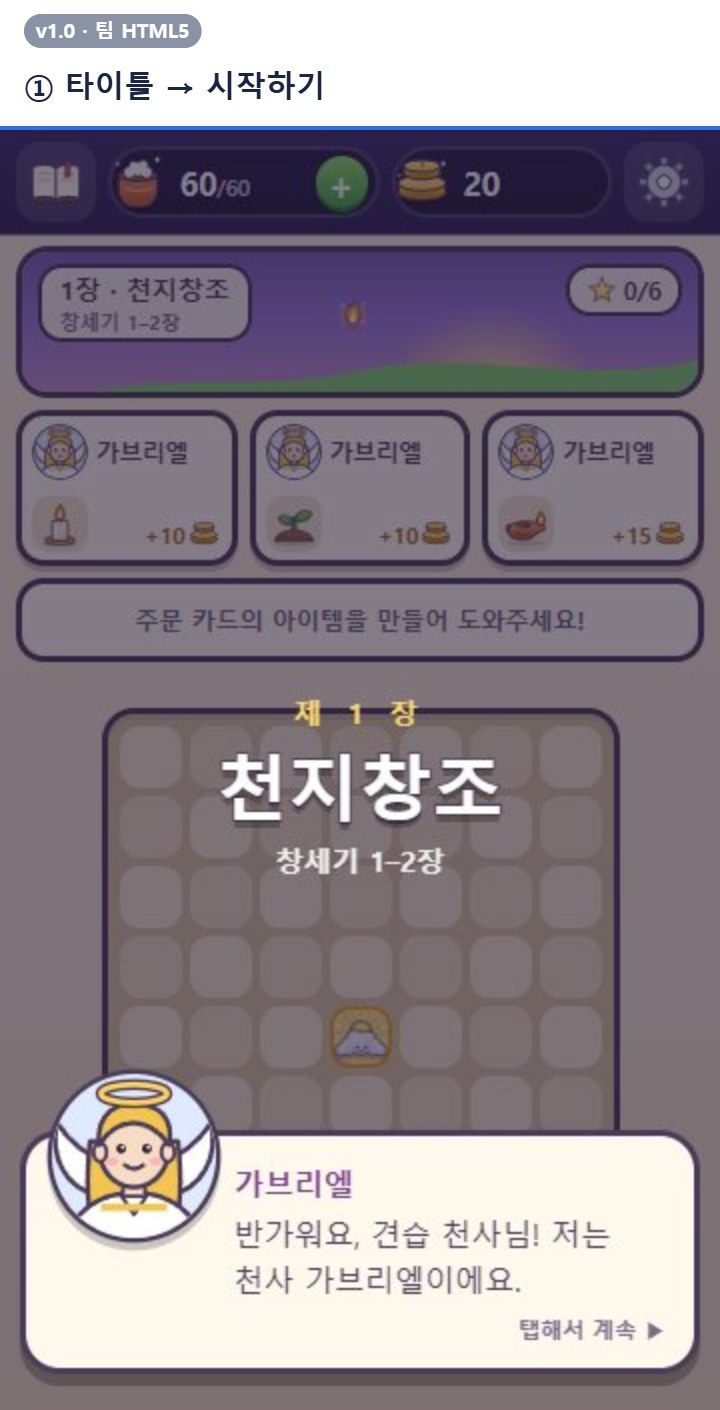 v1.0 · 팀 HTML5
① 타이틀 → 시작하기
60/60
20
1장 · 천지창조
창세기 1–2장
0/6
가브리엘
+10
가브리엘
+10
가브리엘
+15
주문 카드의 아이템을 만들어 도와주세요!
제 1 장
천지창조
창세기 1–2장
가브리엘
반가워요, 견습 천사님! 저는
천사 가브리엘이에요.
탭해서 계속 ▶